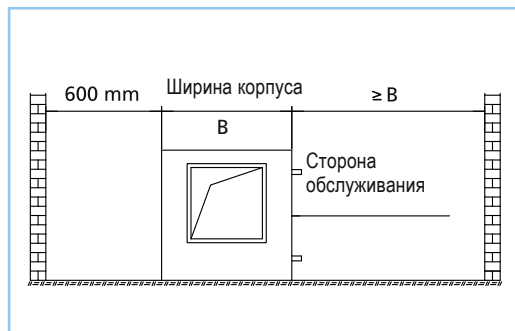 600 mm
Ширина корпуса
≥ B
B
Сторона
обслуживания